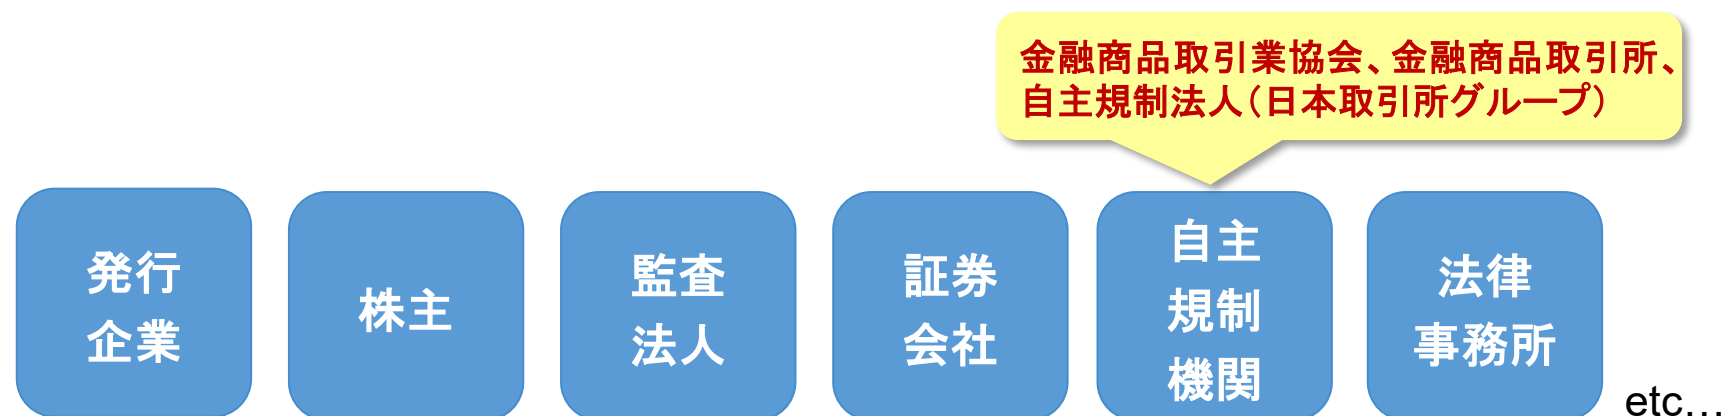 金融商品取引業協会、金融商品取引所、
自主規制法人（日本取引所グループ）
発行
企業
株主
監査
法人
証券
会社
自主
規制
機関
法律
事務所
etc…